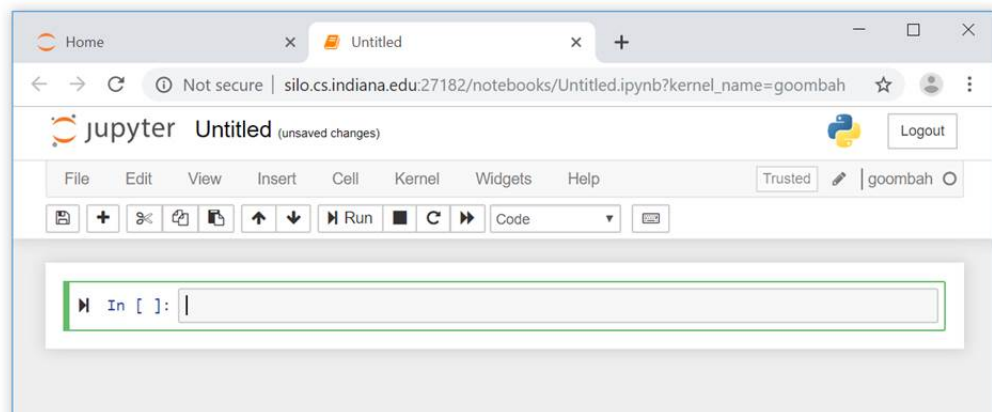 Home Untitled
Not secure | silo.cs.indiana.edu:27182/notebooks/Untitled.ipynb?kernel_name=goombah
jupyter Untitled (unsaved changes) Logout
File Edit View Insert Cell Kernel Widgets Help Trusted goombah
Run Code
In [ ]: